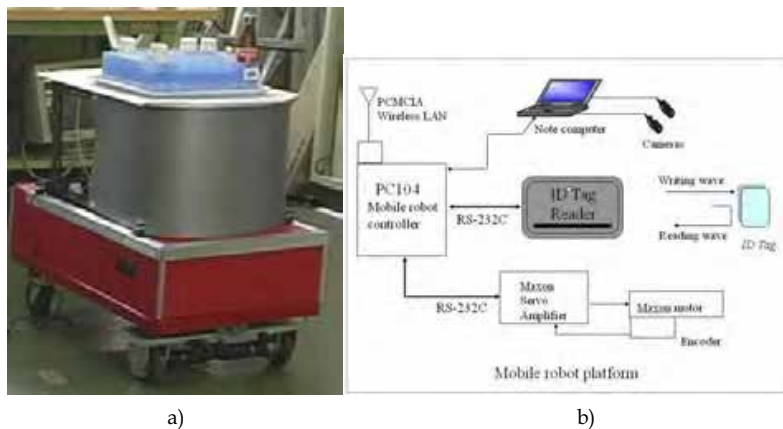 PCMCIA
Wireless LAN
Note computer
Cameras
PC104
Mobile robot
controller
RS-232C
ID Tag
Reader
Writing wave
Reading wave
ID Tag
RS-232C
Maxon
Servo
Amplifier
Maxon motor
Encoder
Mobile robot platform
a)
b)